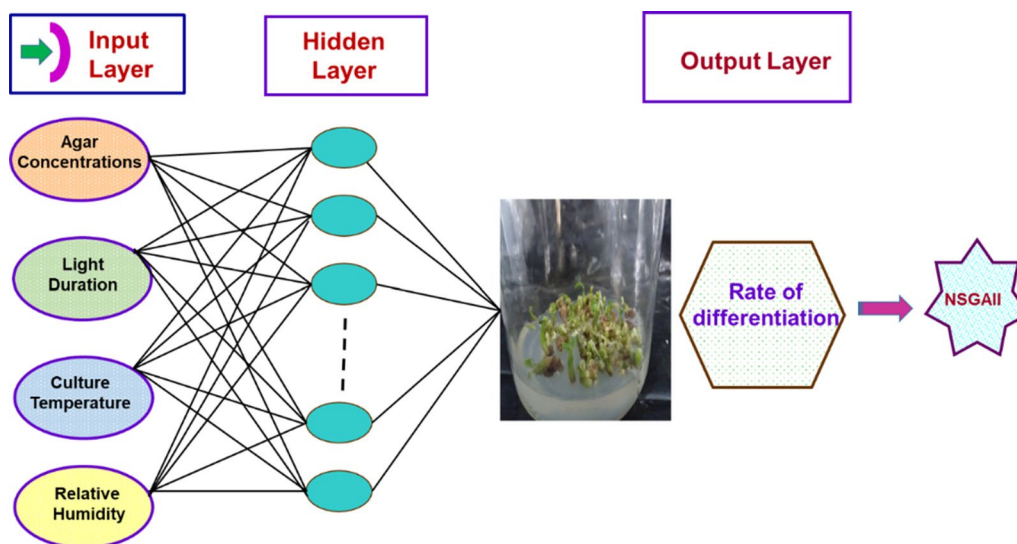 Input
Layer
Hidden
Layer
Output Layer
Agar
Concentrations
Light
Duration
Culture
Temperature
Relative
Humidity
Rate of
differentiation
NSGAII